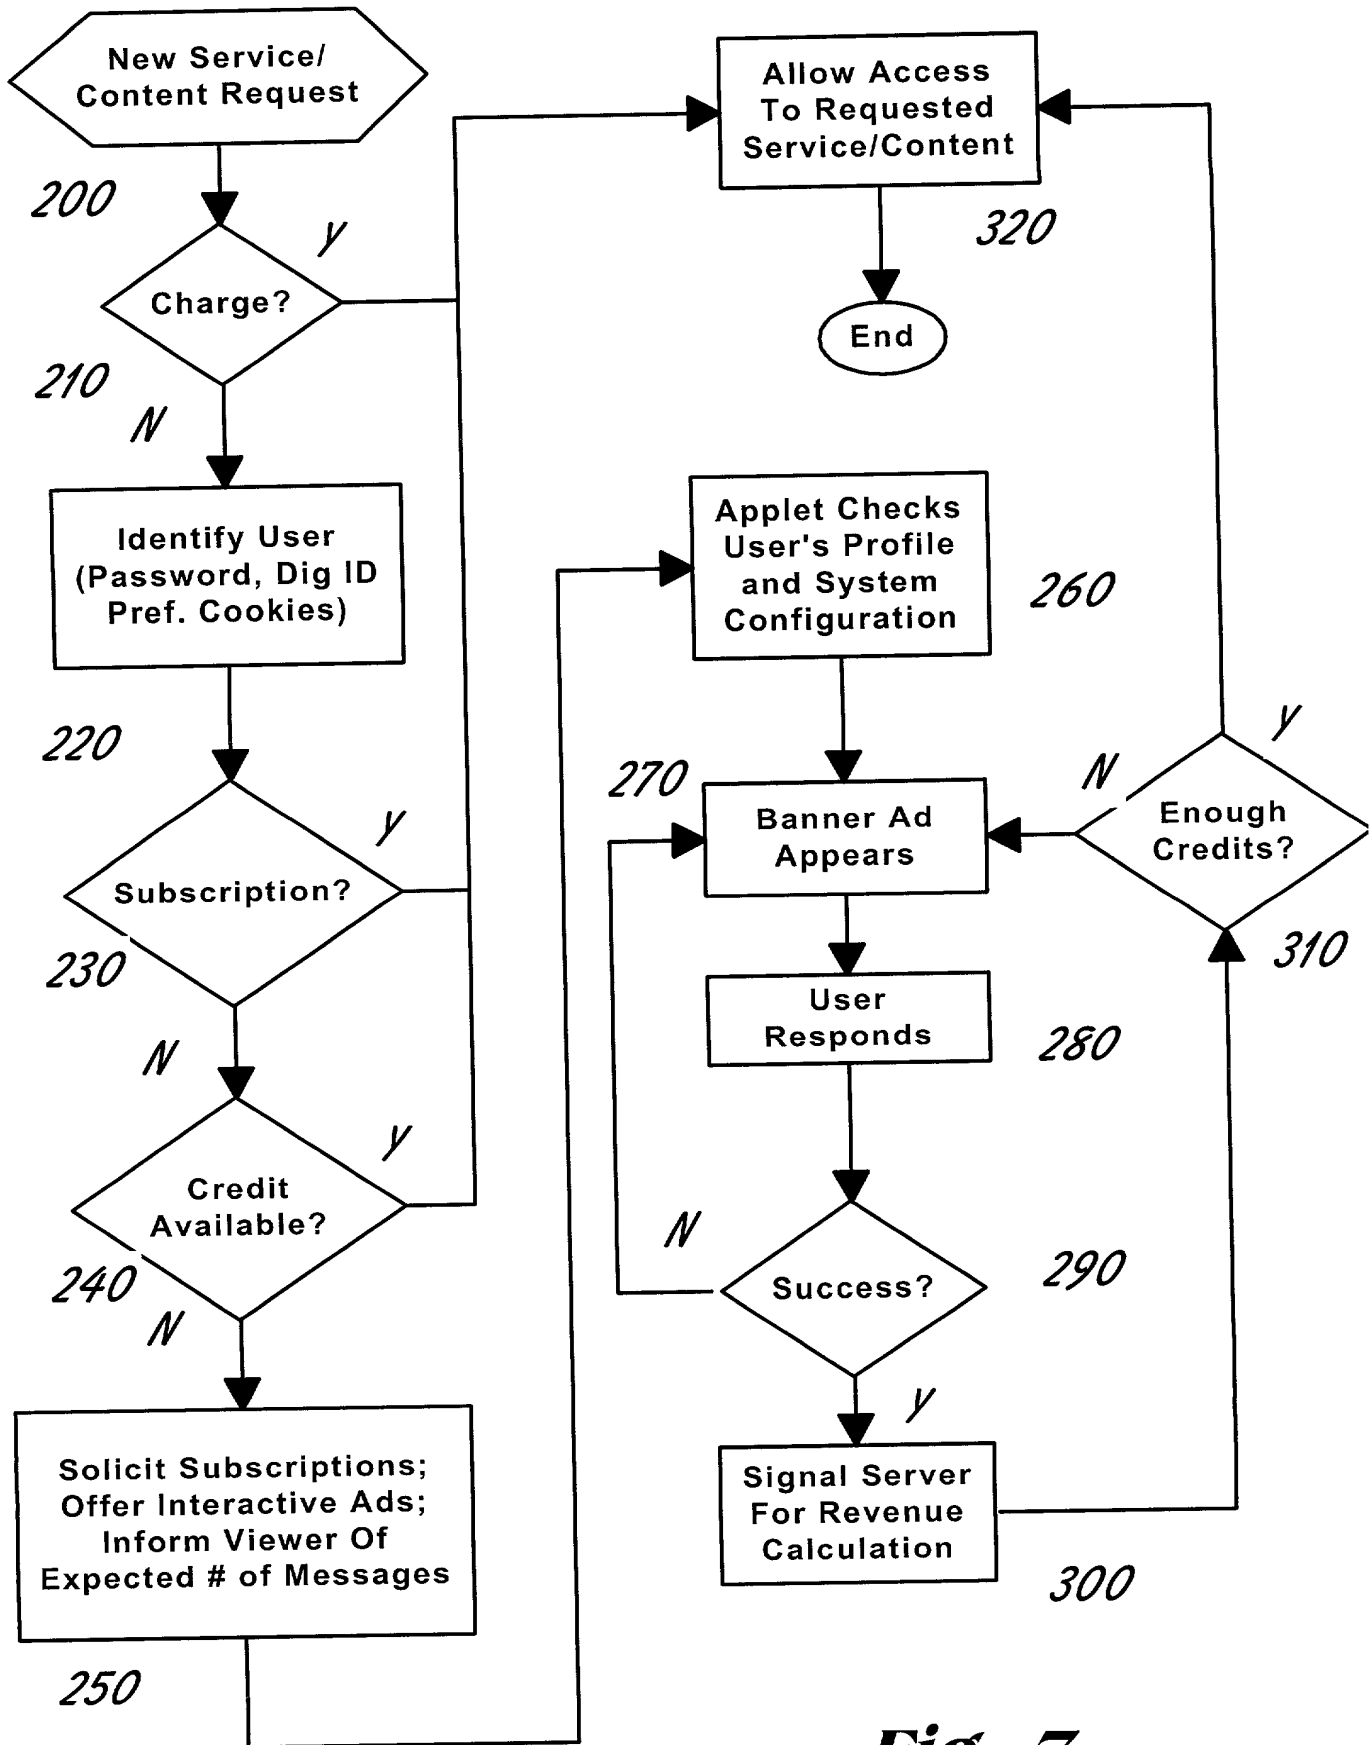 New Service/
Content Request
200
Y
Charge?
210
N
Identify User
(Password, Dig ID
Pref. Cookies)
220
Y
Subscription?
230
N
Y
Credit
Available?
240
N
Solicit Subscriptions;
Offer Interactive Ads;
Inform Viewer Of
Expected # of Messages
250
Allow Access
To Requested
Service/Content
320
End
Applet Checks
User's Profile
and System
Configuration
260
270
Banner Ad
Appears
User
Responds
280
N
Success?
290
Y
Signal Server
For Revenue
Calculation
300
N
Y
Enough
Credits?
310
Fig.